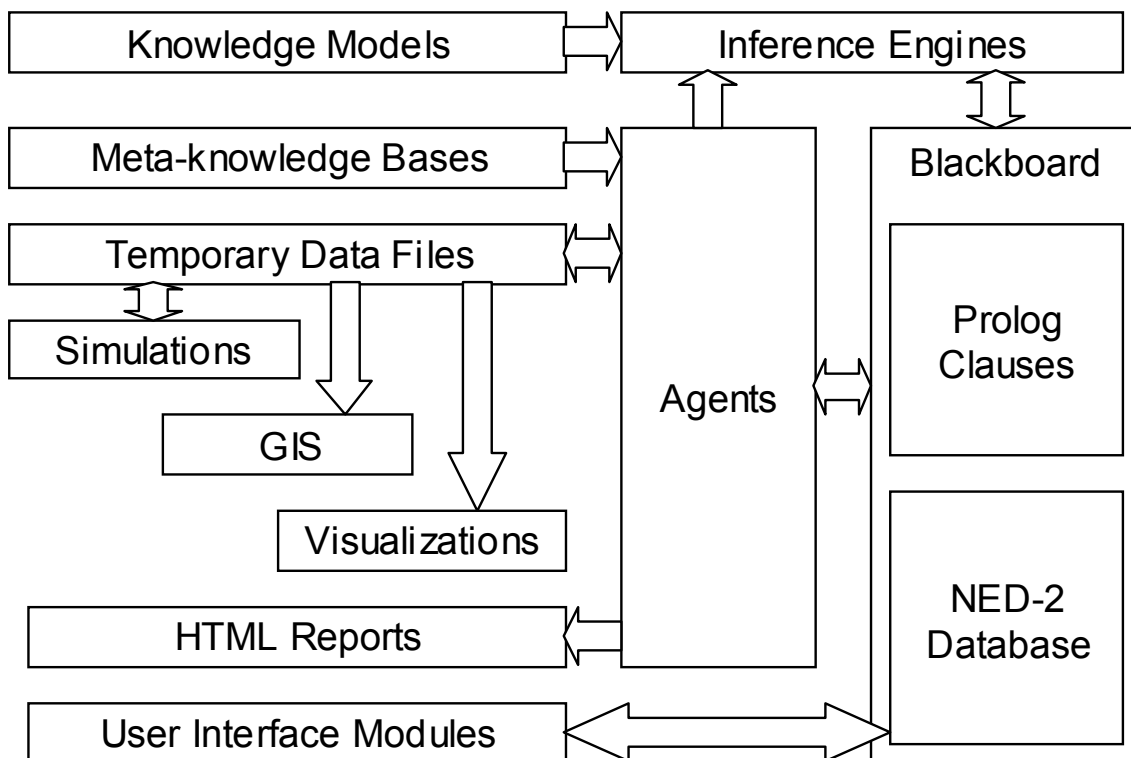 Knowledge Models
Inference Engines
Meta-knowledge Bases
Blackboard
Temporary Data Files
Prolog
Clauses
Simulations
Agents
GIS
Visualizations
NED-2
Database
HTML Reports
User Interface Modules